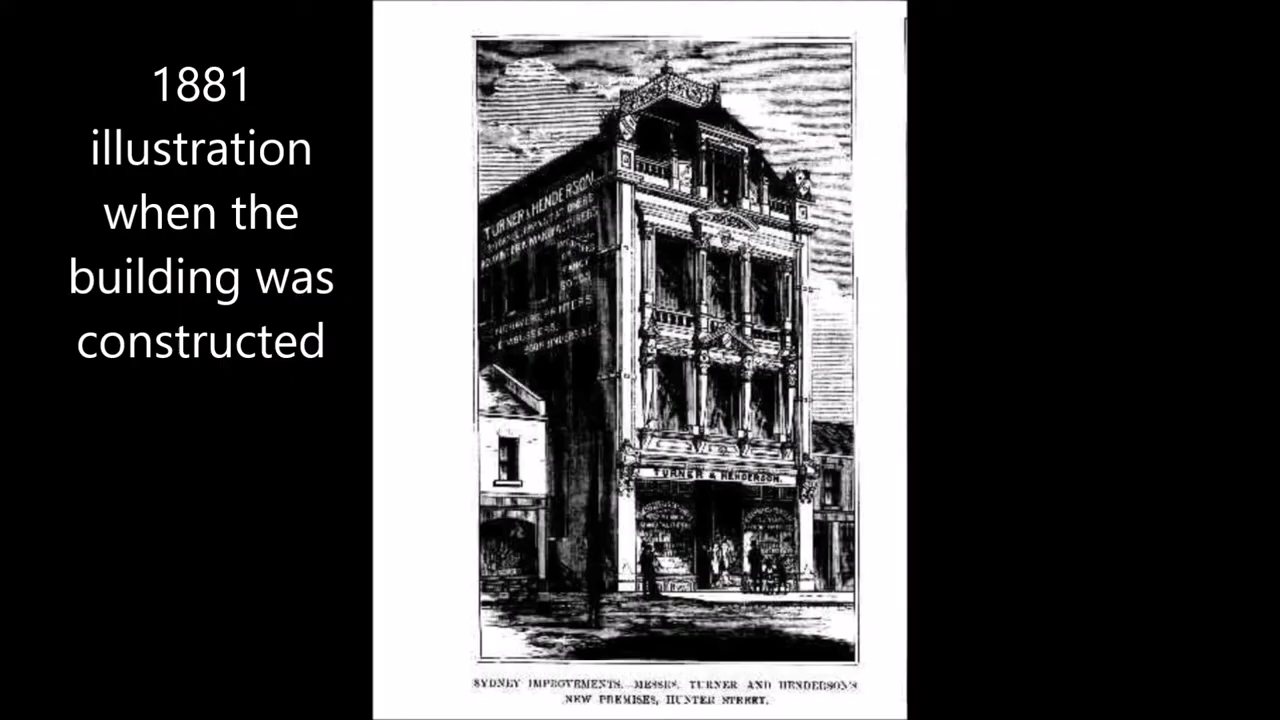 1881
illustration
when the
building was
constructed
TURNER & HENDERSON
TURNER & HENDERSON.
SYDNEY IMPROVEMENTS.—MESSRS. TURNER AND HENDERSON'S
NEW PREMISES, HUNTER STREET.